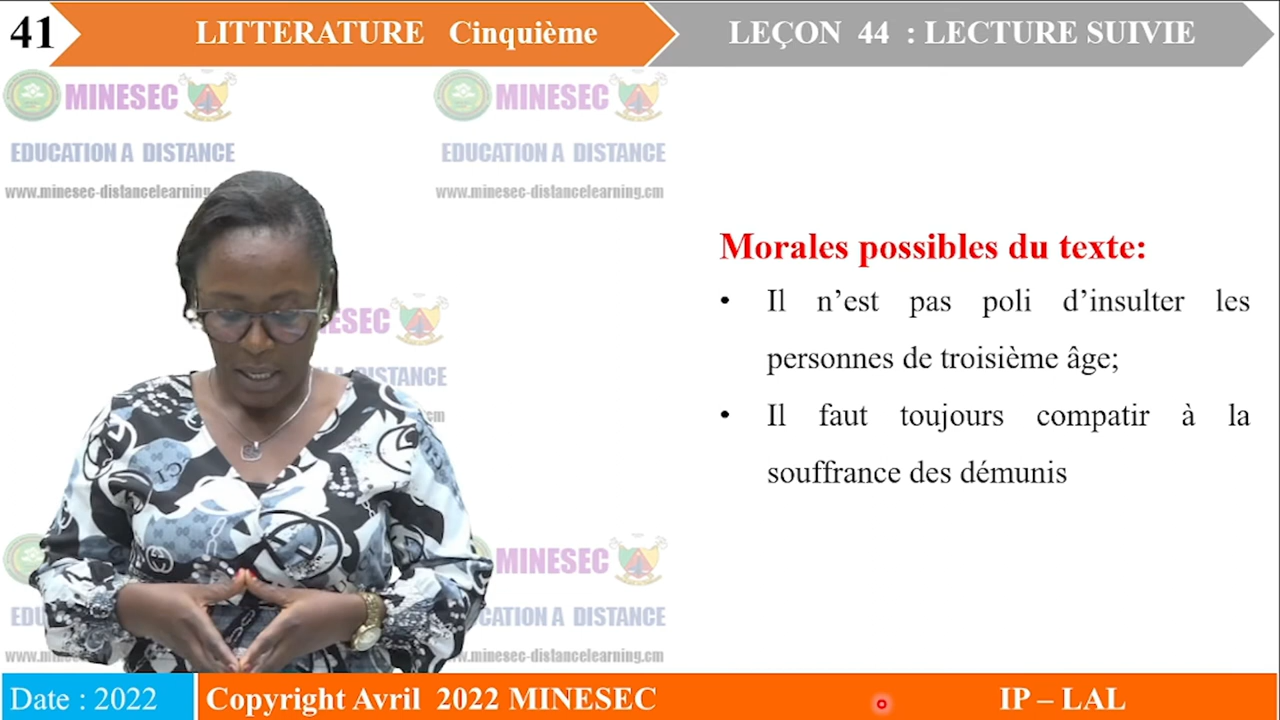 41
LITTERATURE Cinquième
LEÇON 44 : LECTURE SUIVIE
MINESEC
MINESEC
EDUCATION A DISTANCE
EDUCATION A DISTANCE
www.minesec-distancelearning.cm
www.minesec-distancelearning.cm
Morales possibles du texte:
• Il n’est pas poli d’insulter les
personnes de troisième âge;
• Il faut toujours compatir à la
souffrance des démunis
MINESEC
Date : 2022
Copyright Avril 2022 MINESEC
IP – LAL